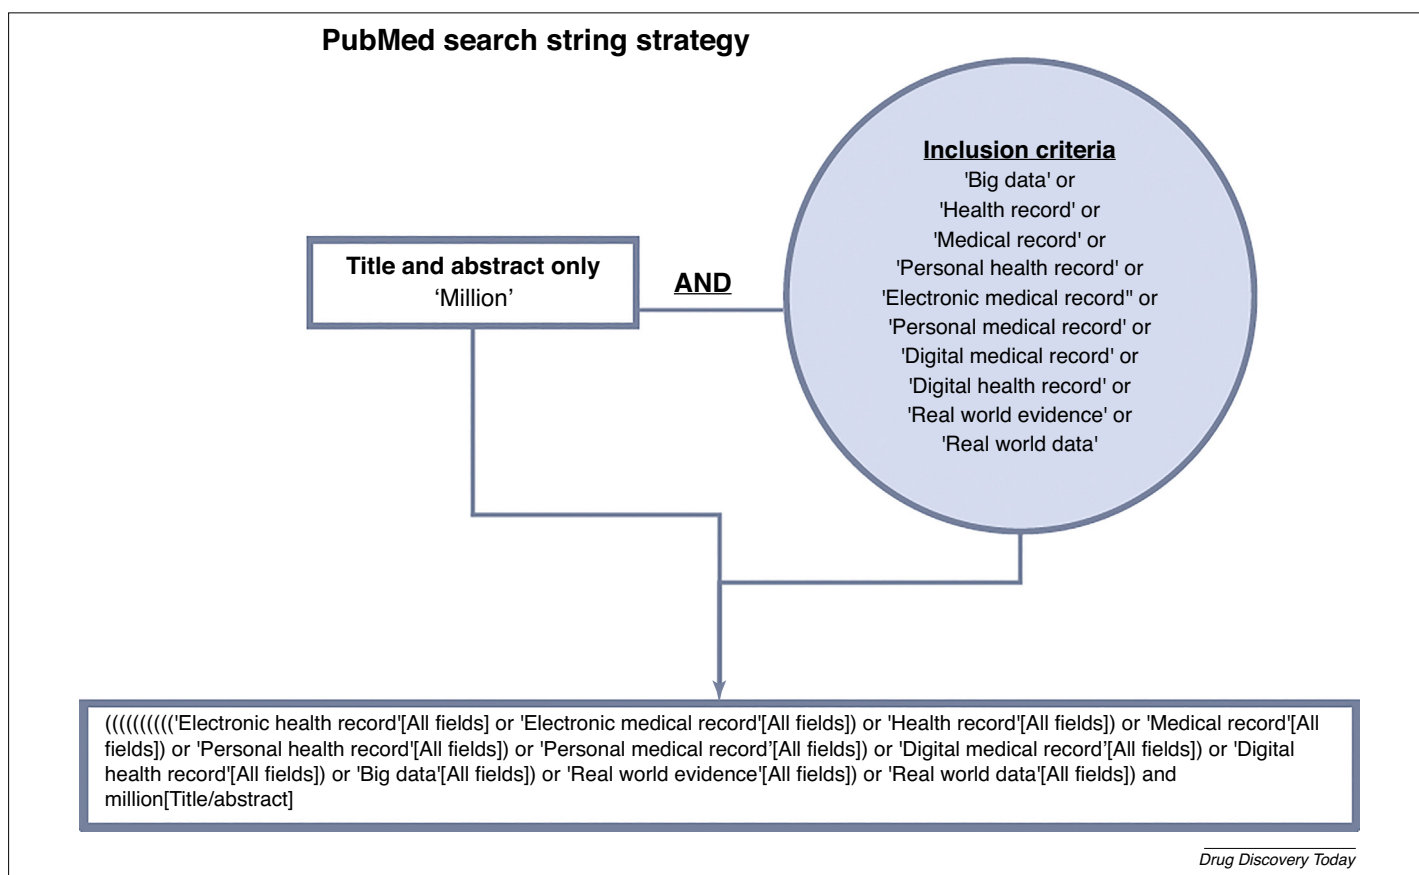 PubMed search string strategy
Inclusion criteria
'Big data' or
'Health record' or
'Medical record' or
'Personal health record' or
'Electronic medical record" or
'Personal medical record' or
'Digital medical record' or
'Digital health record' or
'Real world evidence' or
'Real world data'
Title and abstract only
‘Million’
AND
(((((((((('Electronic health record'[All fields] or 'Electronic medical record'[All fields]) or 'Health record'[All fields]) or 'Medical record'[All
fields]) or 'Personal health record'[All fields]) or 'Personal medical record’[All fields]) or 'Digital medical record’[All fields]) or 'Digital
health record'[All fields]) or 'Big data'[All fields]) or 'Real world evidence'[All fields]) or 'Real world data'[All fields]) and
million[Title/abstract]
Drug Discovery Today